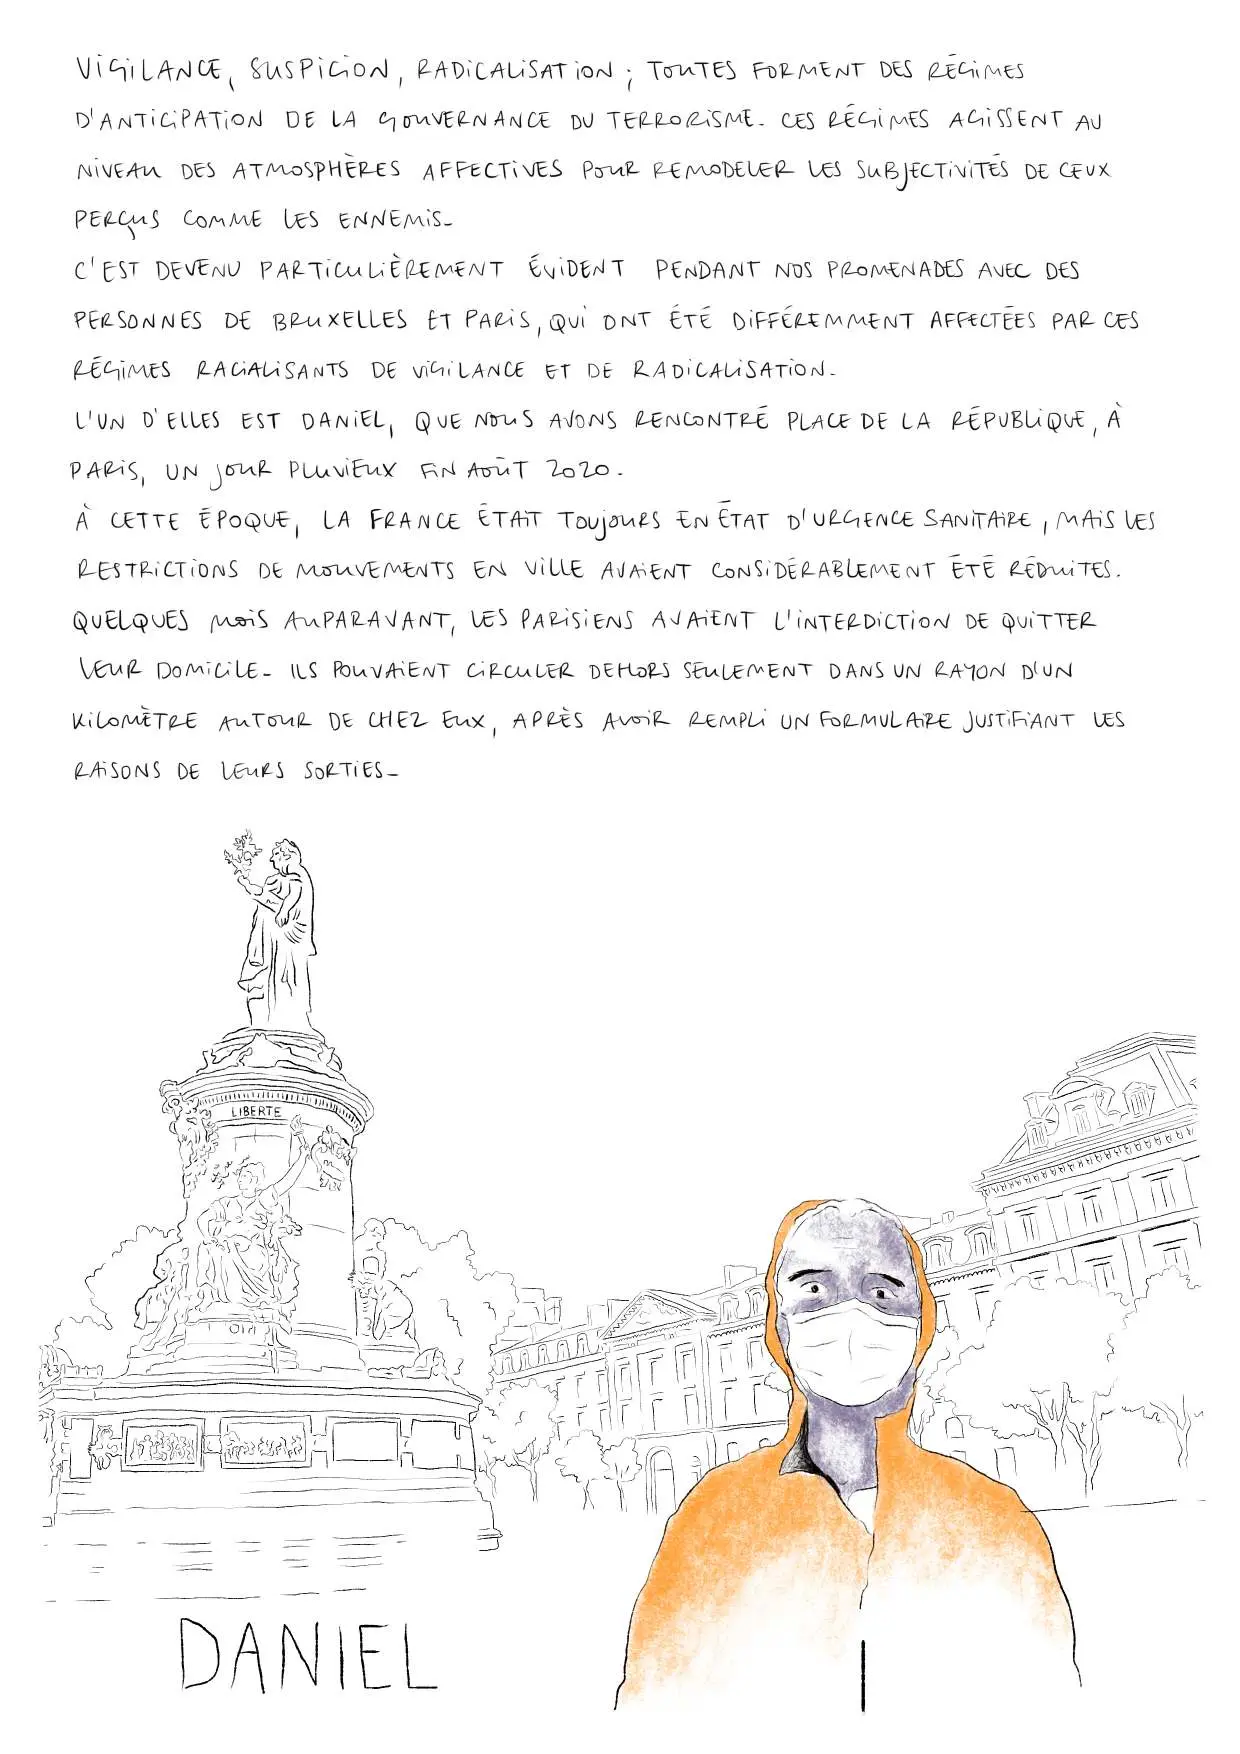 VIGILANCE, SUSPICION, RADICALISATION ; TOUTES FORMENT DES RÉGIMES
D'ANTICIPATION DE LA GOUVERNANCE DU TERRORISME. CES RÉGIMES AGISSENT AU
NIVEAU DES ATMOSPHÈRES AFFECTIVES POUR REMODELER LES SUBJECTIVITÉS DE CEUX
PERÇUS COMME LES ENNEMIS.
C'EST DEVENU PARTICULIÈREMENT ÉVIDENT PENDANT NOS PROMENADES AVEC DES
PERSONNES DE BRUXELLES ET PARIS, QUI ONT ÉTÉ DIFFÉREMMENT AFFECTÉES PAR CES
RÉGIMES RACIALISANTS DE VIGILANCE ET DE RADICALISATION.
L'UN D'ELLES EST DANIEL, QUE NOUS AVONS RENCONTRÉ PLACE DE LA RÉPUBLIQUE, À
PARIS, UN JOUR PLUVIEUX FIN AOÛT 2020.
À CETTE ÉPOQUE, LA FRANCE ÉTAIT TOUJOURS EN ÉTAT D'URGENCE SANITAIRE, MAIS LES
RESTRICTIONS DE MOUVEMENTS EN VILLE AVAIENT CONSIDÉRABLEMENT ÉTÉ RÉDUITES.
QUELQUES MOIS AUPARAVANT, LES PARISIENS AVAIENT L'INTERDICTION DE QUITTER
LEUR DOMICILE. ILS POUVAIENT CIRCULER DEHORS SEULEMENT DANS UN RAYON D'UN
KILOMÈTRE AUTOUR DE CHEZ EUX, APRÈS AVOIR REMPLI UN FORMULAIRE JUSTIFIANT LES
RAISONS DE LEURS SORTIES.
LIBERTE
DANIEL